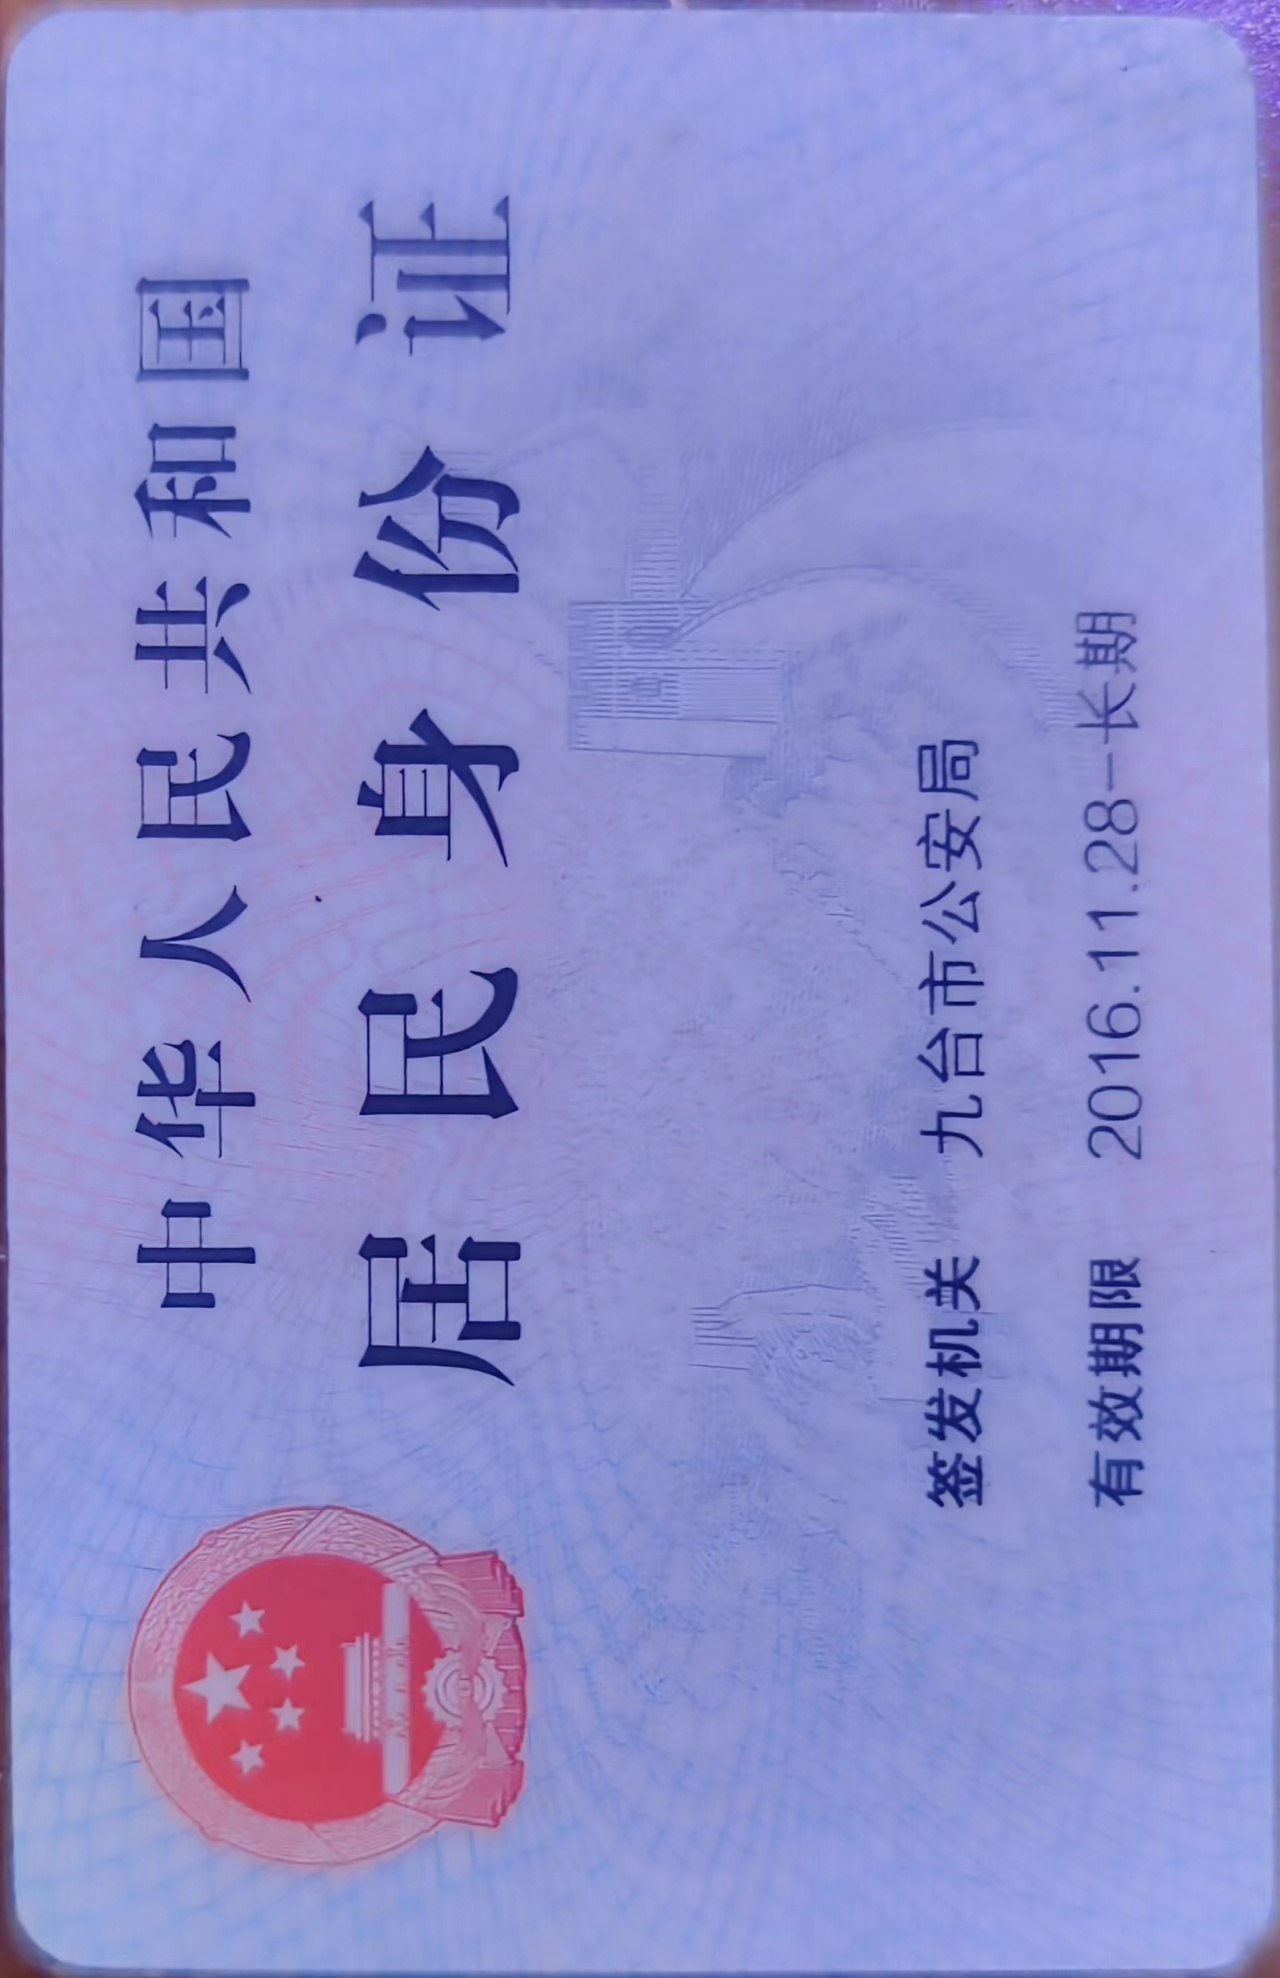 中华人民共和国
居民身份证
签发机关 九台市公安局
有效期限 2016.11.28-长期